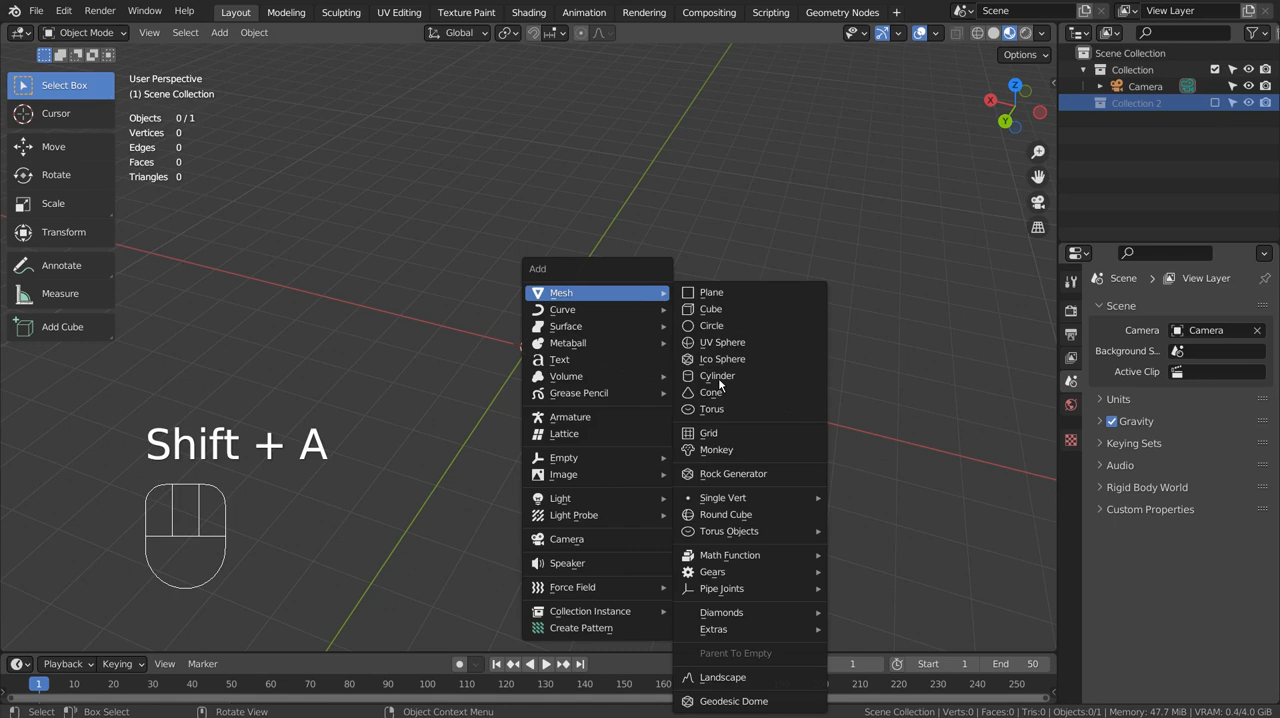 File Edit Render Window Help Layout Modeling Sculpting UV Editing Texture Paint Shading Animation Rendering Compositing Scripting Geometry Nodes + Scene View Layer
Object Mode View Select Add Object Global
Options
Select Box
Cursor
Move
Rotate
Scale
Transform
Annotate
Measure
Add Cube
User Perspective
(1) Scene Collection
Objects 0 / 1
Vertices 0
Edges 0
Faces 0
Triangles 0
X
Y
Z
Add
Mesh
Curve
Surface
Metaball
Text
Volume
Grease Pencil
Armature
Lattice
Empty
Image
Light
Light Probe
Camera
Speaker
Force Field
Collection Instance
Create Pattern
Plane
Cube
Circle
UV Sphere
Ico Sphere
Cylinder
Cone
Torus
Grid
Monkey
Rock Generator
Single Vert
Round Cube
Torus Objects
Math Function
Gears
Pipe Joints
Diamonds
Extras
Parent To Empty
Landscape
Geodesic Dome
Shift + A
Scene Collection
Collection
Camera
Collection 2
Scene View Layer
Scene
Camera Camera
Background S...
Active Clip
Units
Gravity
Keying Sets
Audio
Rigid Body World
Custom Properties
Playback Keying View Marker 1 Start 1 End 50
1 10 20 30 40 50 60 70 80 90 100 110 120 130 140 150 160 210 220 230 240 250
Select Box Select Rotate View Object Context Menu Scene Collection | Verts:0 | Faces:0 | Tris:0 | Objects:0/1 | Memory: 47.7 MiB | VRAM: 0.4/4.0 GiB